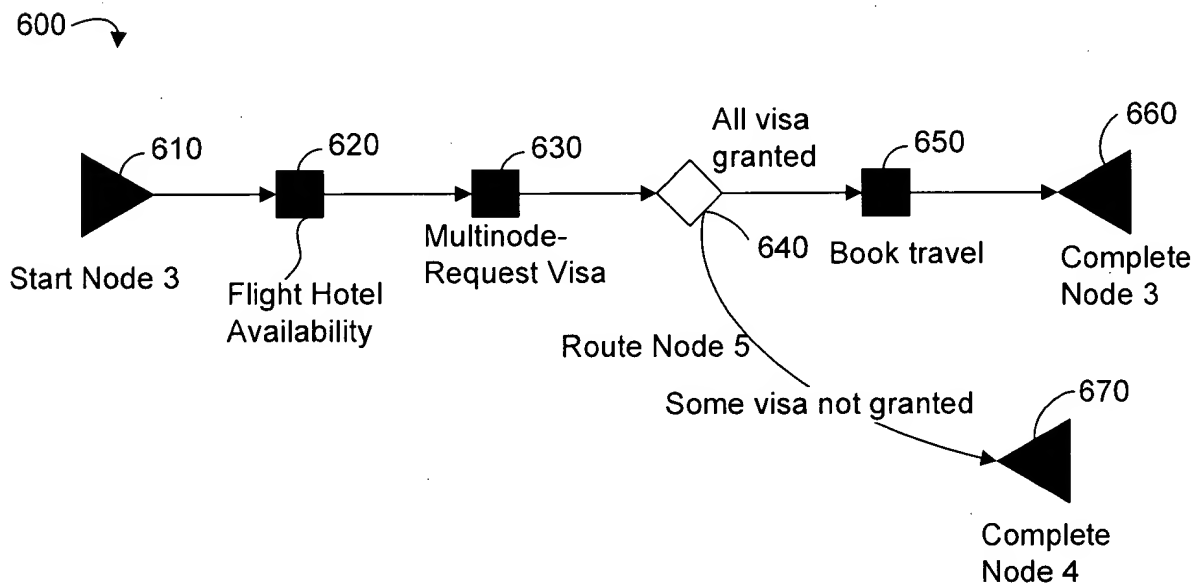 600
610
620
630
All visa
granted
650
660
640
Start Node 3
Flight Hotel
Availability
Multinode-
Request Visa
Book travel
Complete
Node 3
Route Node 5
Some visa not granted
670
Complete
Node 4